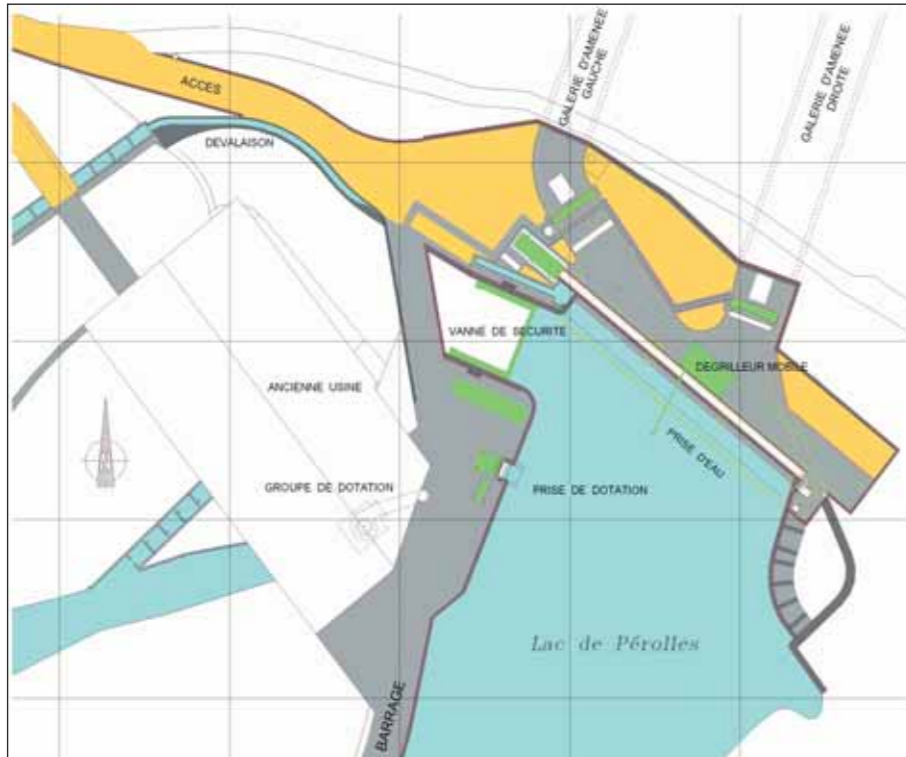 GALERIE D'AMENEE
GAUCHE
GALERIE D'AMENEE
DROITE
ACCES
DEVALAISON
VANNE DE SECURITE
DEGRILLEUR MOBILE
ANCIENNE USINE
PRISE D'EAU
GROUPE DE DOTATION
PRISE DE DOTATION
Lac de Pérolles
BARRAGE